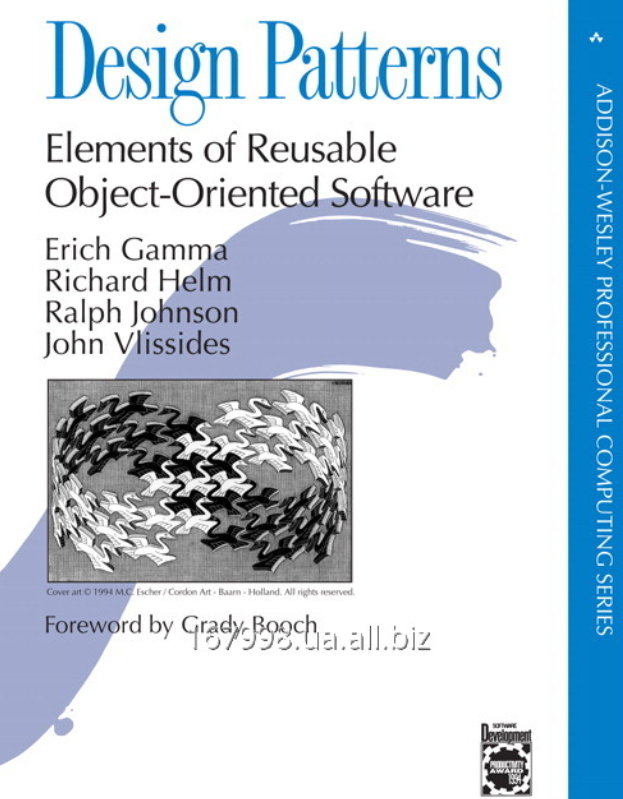 Design Patterns
Elements of Reusable
Object-Oriented Software
Erich Gamma
Richard Helm
Ralph Johnson
John Vlissides
Cover art © 1994 M.C. Escher / Cordon Art - Baarn - Holland. All rights reserved.
Foreword by Grady Booch
167998.ua.all.biz
ADDISON-WESLEY PROFESSIONAL COMPUTING SERIES
SOFTWARE
Development
PRODUCTIVITY
AWARD
1994